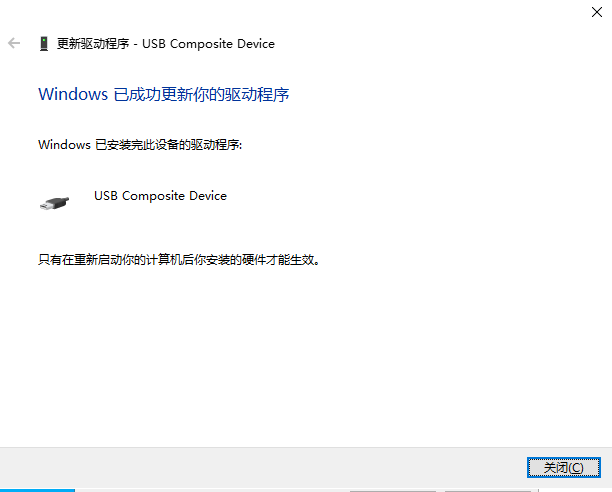 更新驱动程序 - USB Composite Device
Windows 已成功更新你的驱动程序
Windows 已安装完此设备的驱动程序:
USB Composite Device
只有在重新启动你的计算机后你安装的硬件才能生效。
关闭(C)